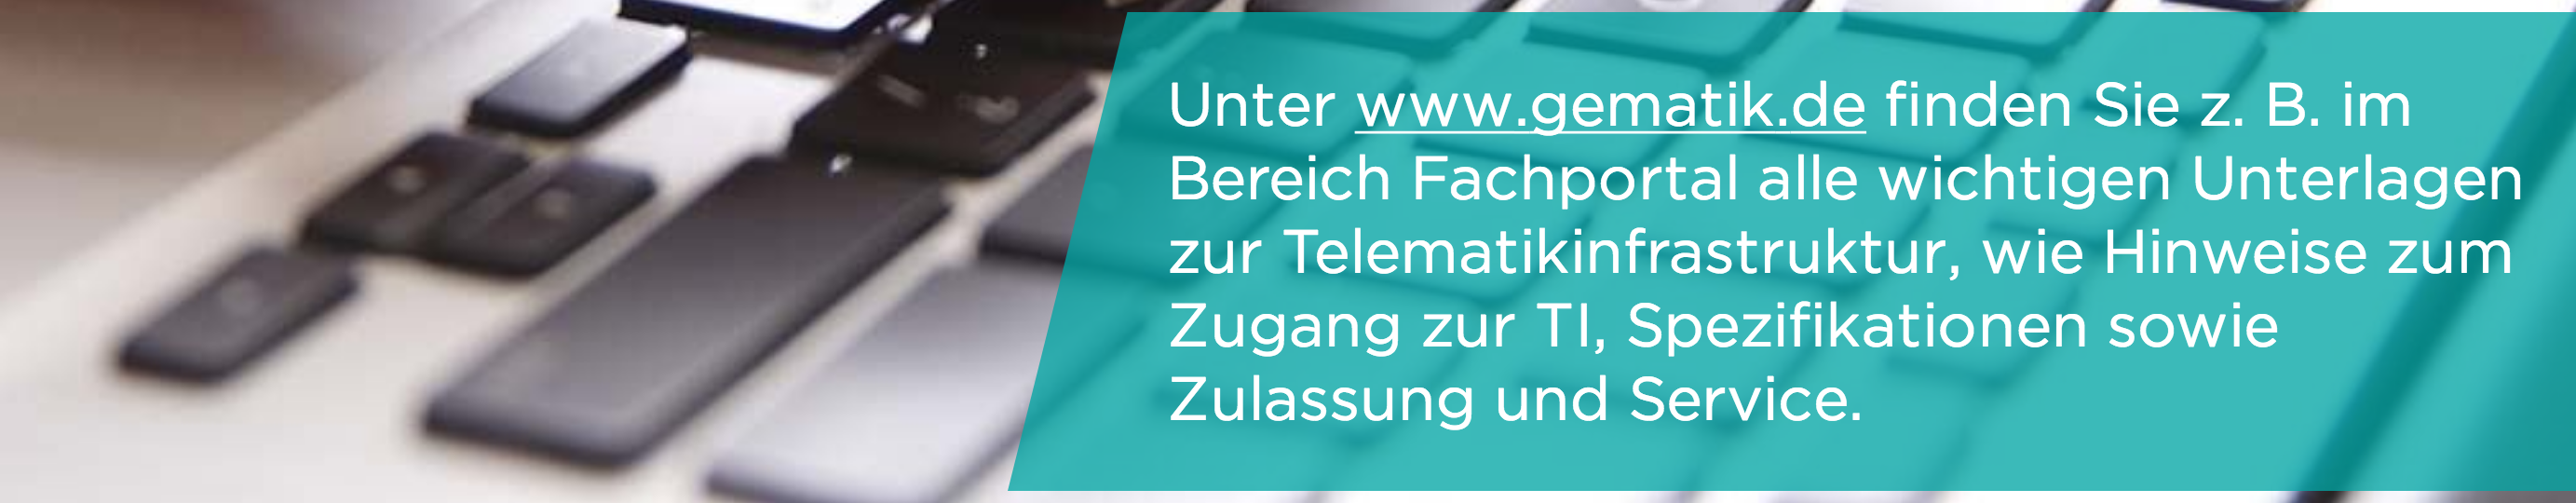 Unter www.gematik.de finden Sie z. B. im
Bereich Fachportal alle wichtigen Unterlagen
zur Telematikinfrastruktur, wie Hinweise zum
Zugang zur TI, Spezifikationen sowie
Zulassung und Service.